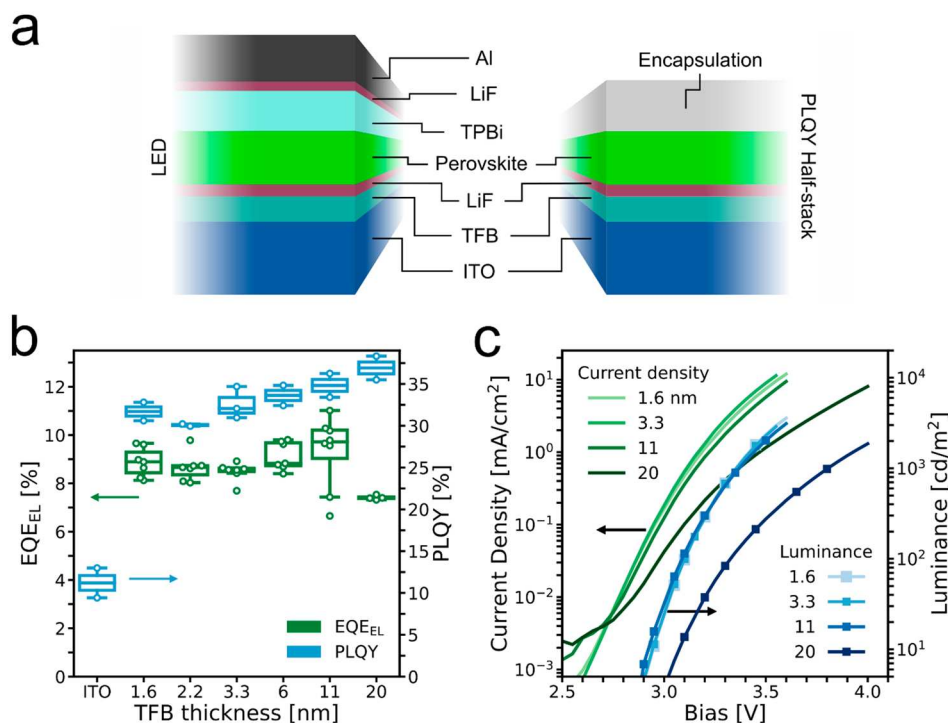 a
LED
Al
LiF
TPBi
Perovskite
LiF
TFB
ITO
Encapsulation
PLQY Half-stack
b
EQE_EL [%]
12
10
8
6
4
2
0
ITO
1.6
2.2
3.3
6
11
20
TFB thickness [nm]
PLQY [%]
35
30
25
20
15
10
5
0
EQE_EL
PLQY
c
Current Density [mA/cm²]
10¹
10⁰
10⁻¹
10⁻²
10⁻³
Current density
1.6 nm
3.3
11
20
Luminance
1.6
3.3
11
20
2.5
3.0
3.5
4.0
Bias [V]
Luminance [cd/m²]
10⁴
10³
10²
10¹